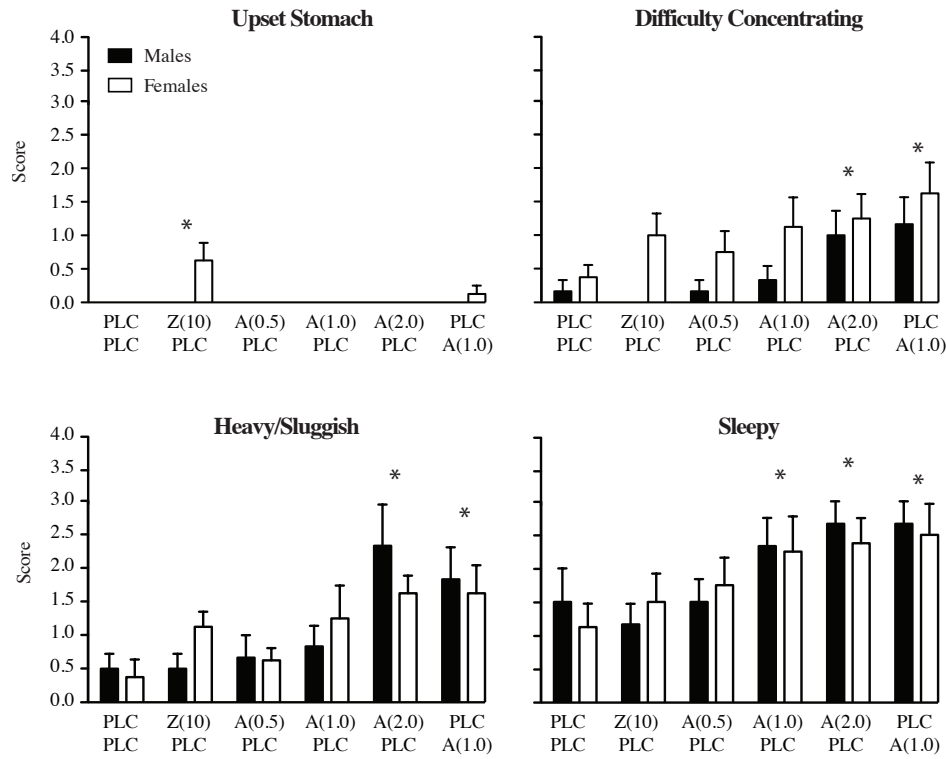 Upset Stomach
4.0
3.5
3.0
2.5
2.0
1.5
1.0
0.5
0.0
Score
Males
Females
*
PLC Z(10) A(0.5) A(1.0) A(2.0) PLC
PLC PLC PLC PLC PLC A(1.0)
Difficulty Concentrating
* *
PLC Z(10) A(0.5) A(1.0) A(2.0) PLC
PLC PLC PLC PLC PLC A(1.0)
Heavy/Sluggish
4.0
3.5
3.0
2.5
2.0
1.5
1.0
0.5
0.0
Score
* *
PLC Z(10) A(0.5) A(1.0) A(2.0) PLC
PLC PLC PLC PLC PLC A(1.0)
Sleepy
* * *
PLC Z(10) A(0.5) A(1.0) A(2.0) PLC
PLC PLC PLC PLC PLC A(1.0)